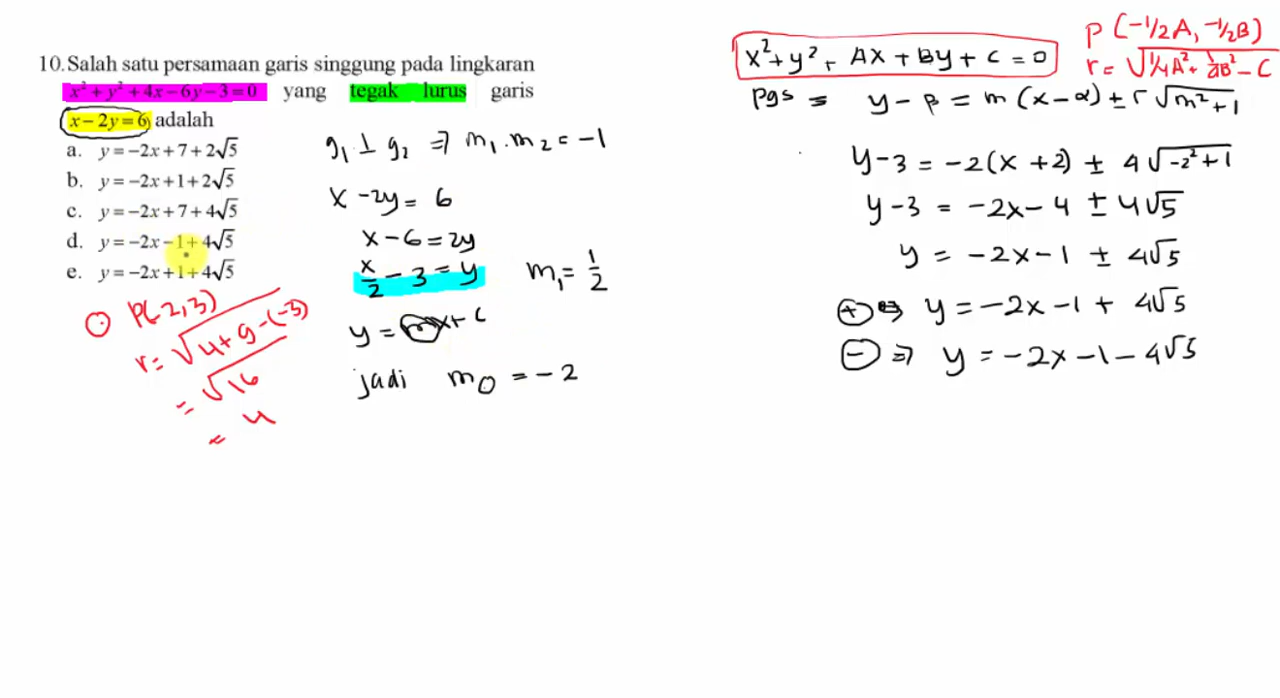 10. Salah satu persamaan garis singgung pada lingkaran
x² + y² + 4x − 6y − 3 = 0 yang tegak lurus garis
x − 2y = 6 adalah
a. y = −2x + 7 + 2√5
b. y = −2x + 1 + 2√5
c. y = −2x + 7 + 4√5
d. y = −2x − 1 + 4√5
e. y = −2x + 1 + 4√5
P(-2,3)
r = √4+9-(-3)
= √16
= 4
g₁ ⊥ g₂ ⇒ m₁ . m₂ = -1
x - 2y = 6
x - 6 = 2y
x/2 - 3 = y
m₁ = 1/2
y = mx + c
jadi m₀ = -2
x² + y² + Ax + By + C = 0
P (-½A, -½B)
r = √¼A² + ½B² - C
Pgs = y - β = m (x - α) ± r √m² + 1
y - 3 = -2(x + 2) ± 4√-2² + 1
y - 3 = -2x - 4 ± 4√5
y = -2x - 1 ± 4√5
⊕ ⇔ y = -2x - 1 + 4√5
⊖ ⇒ y = -2x - 1 - 4√5